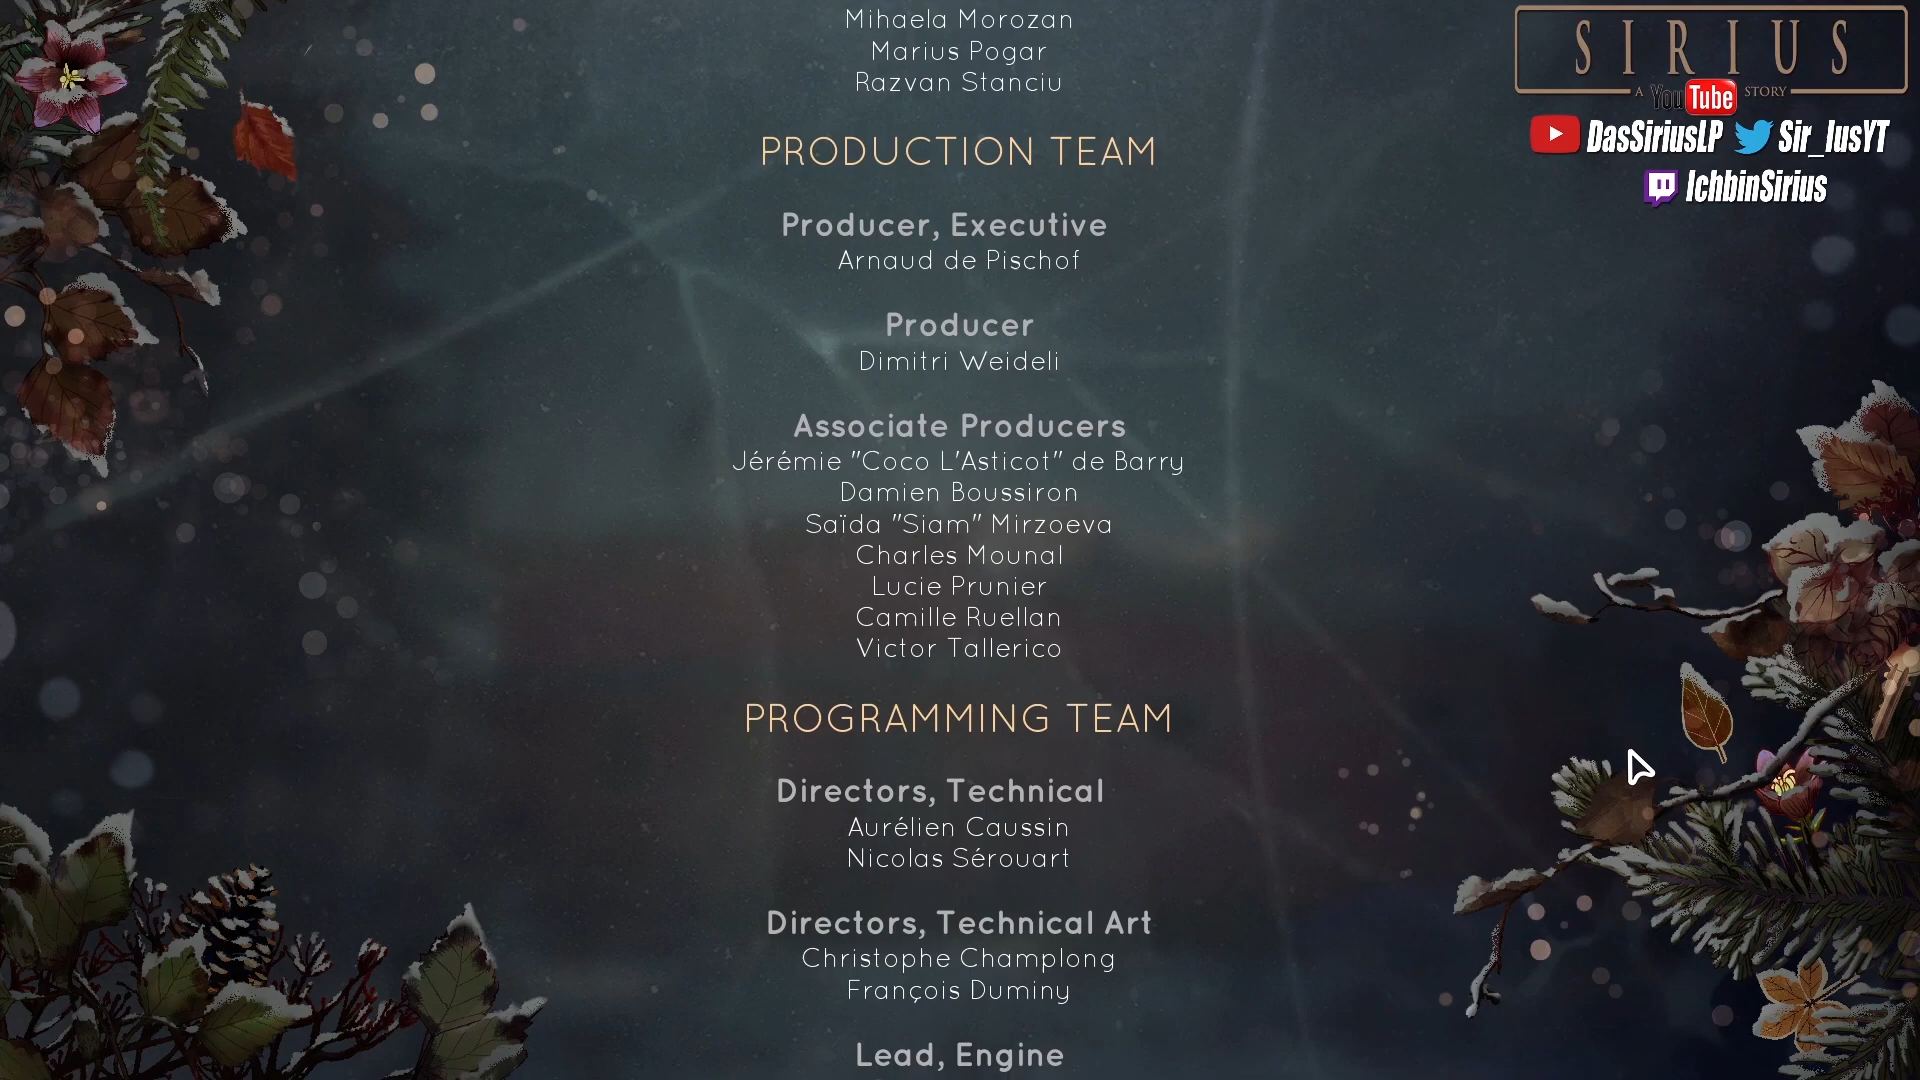 Mihaela Morozan
Marius Pogar
Razvan Stanciu
PRODUCTION TEAM
Producer, Executive
Arnaud de Pischof
Producer
Dimitri Weideli
Associate Producers
Jérémie "Coco L'Asticot" de Barry
Damien Boussiron
Saïda "Siam" Mirzoeva
Charles Mounal
Lucie Prunier
Camille Ruellan
Victor Tallerico
PROGRAMMING TEAM
Directors, Technical
Aurélien Caussin
Nicolas Sérouart
Directors, Technical Art
Christophe Champlong
François Duminy
Lead, Engine
SIRIUS
A YouTube STORY
DasSiriusLP Sir_IusYT
IchbinSirius